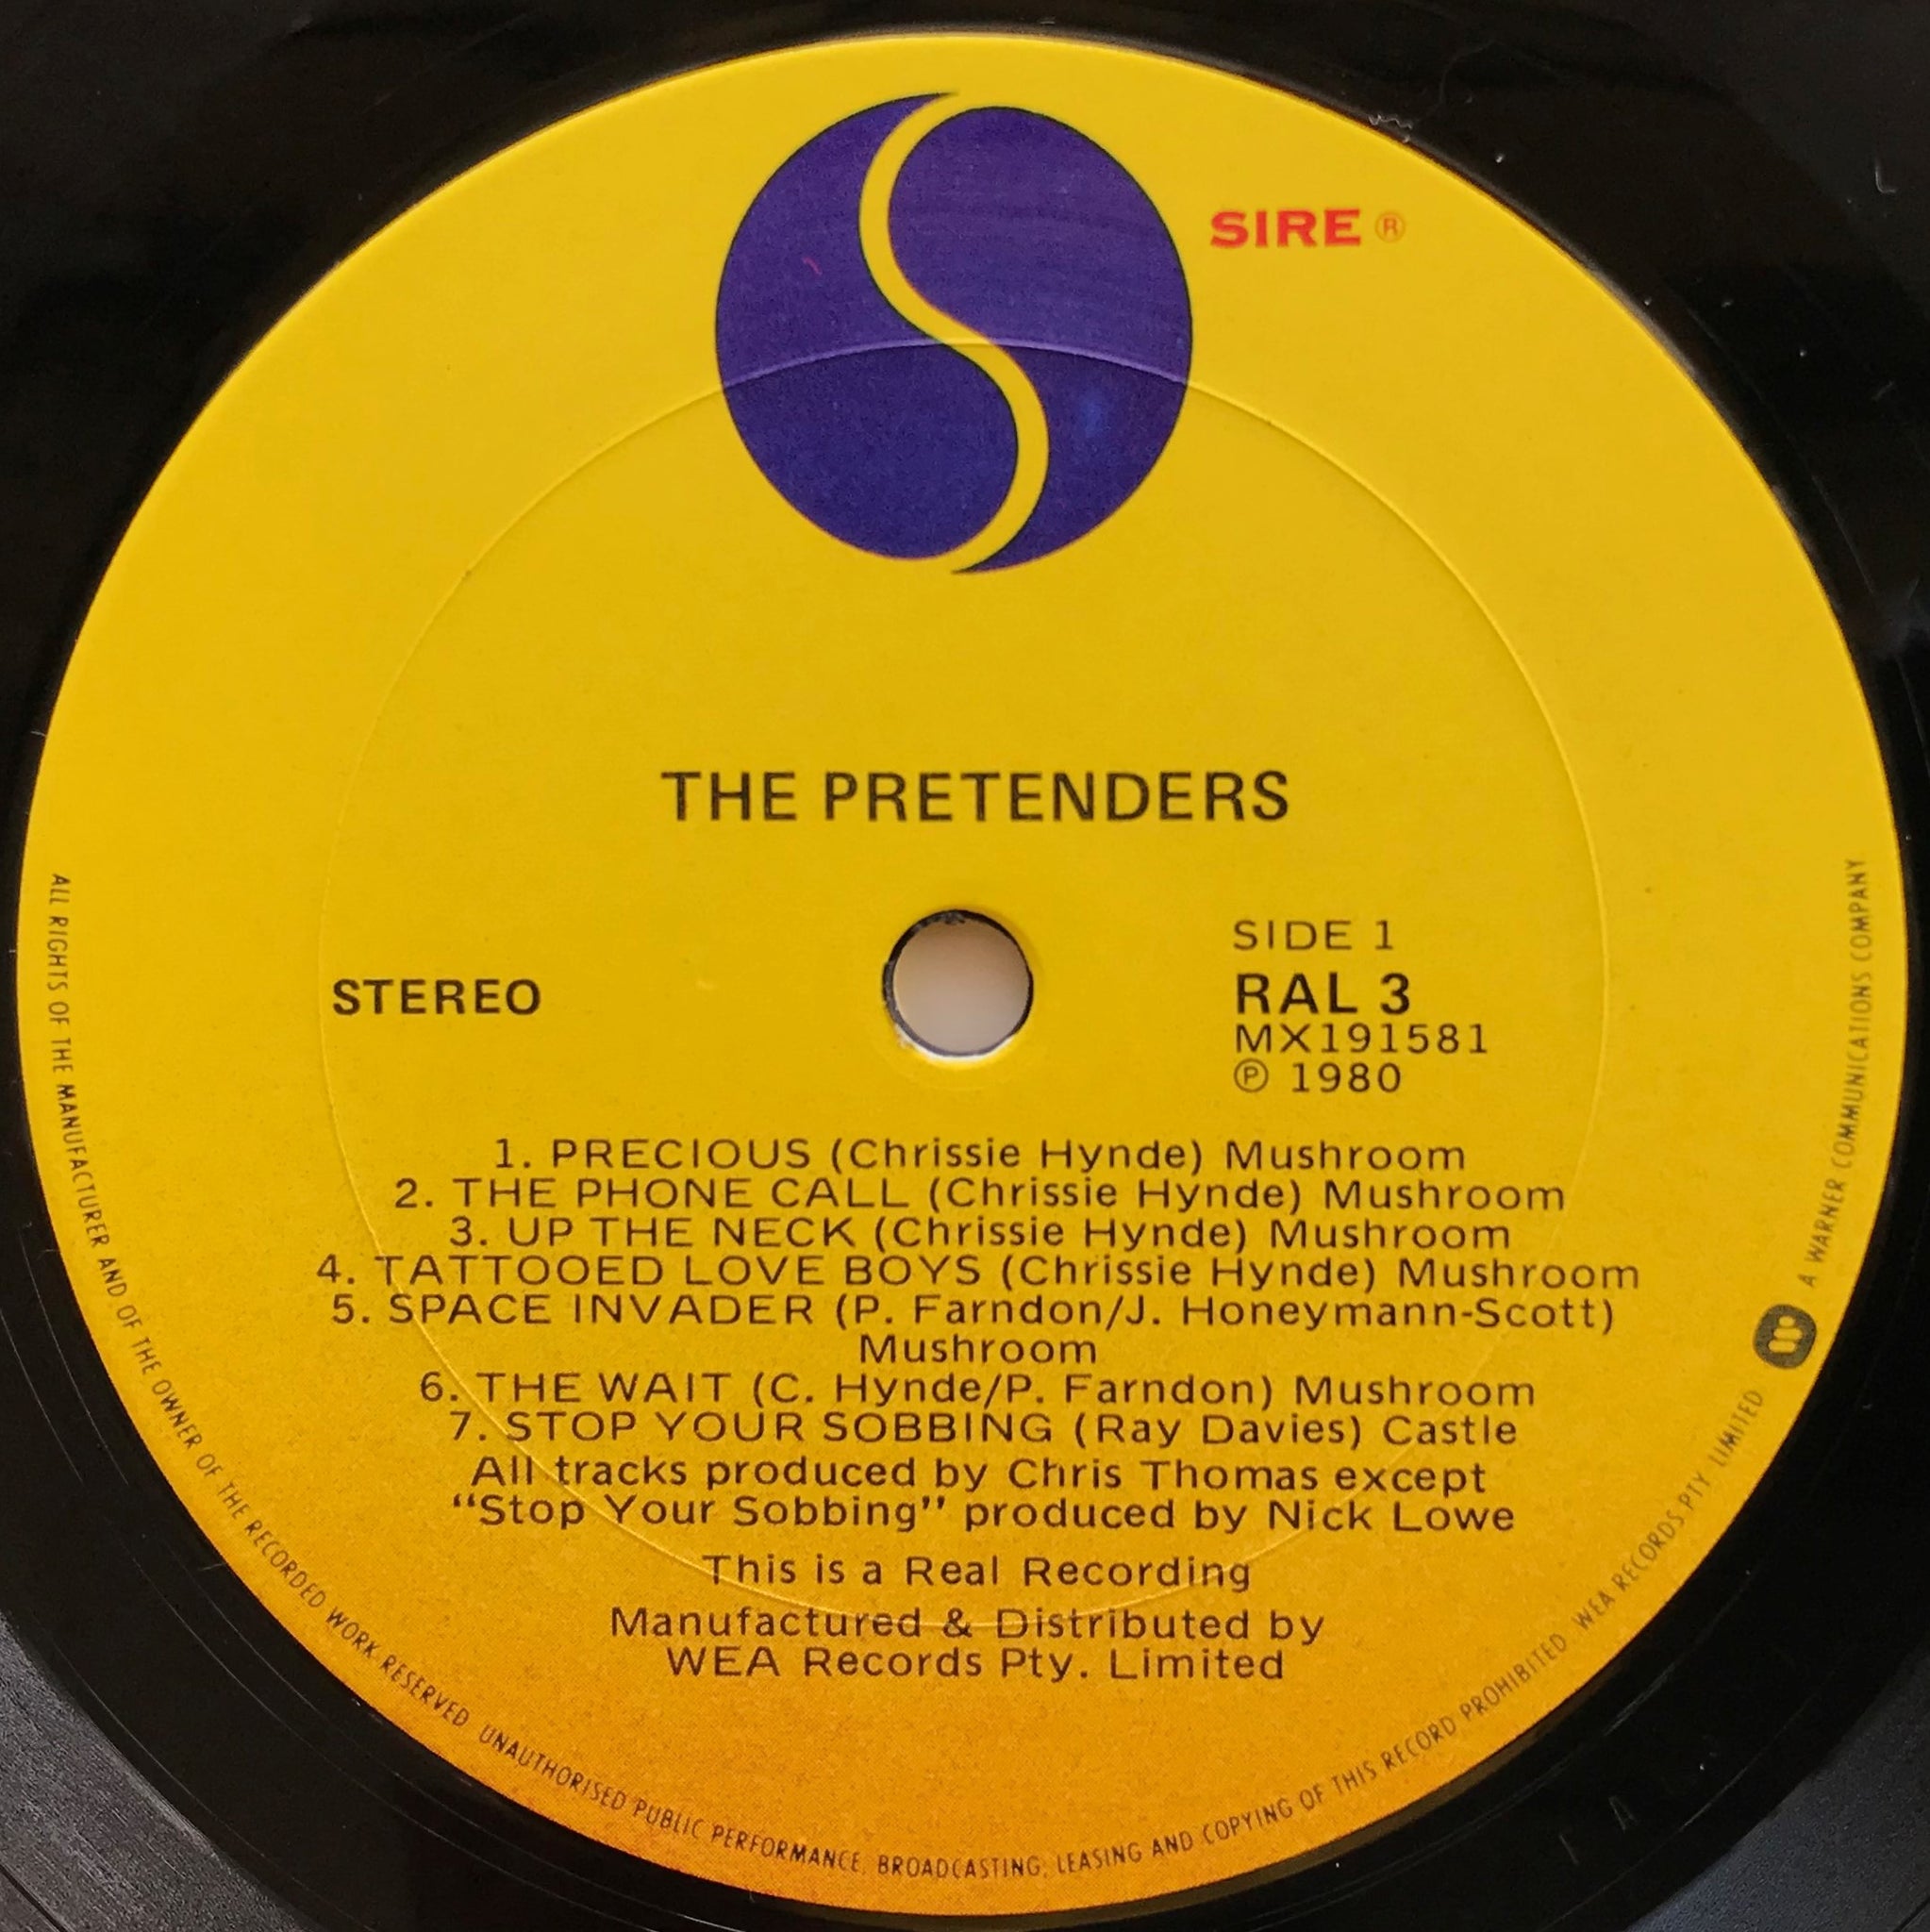 SIRE ®
THE PRETENDERS
STEREO
SIDE 1
RAL 3
MX191581
℗ 1980
1. PRECIOUS (Chrissie Hynde) Mushroom
2. THE PHONE CALL (Chrissie Hynde) Mushroom
3. UP THE NECK (Chrissie Hynde) Mushroom
4. TATTOOED LOVE BOYS (Chrissie Hynde) Mushroom
5. SPACE INVADER (P. Farndon/J. Honeymann-Scott)
Mushroom
6. THE WAIT (C. Hynde/P. Farndon) Mushroom
7. STOP YOUR SOBBING (Ray Davies) Castle
All tracks produced by Chris Thomas except
“Stop Your Sobbing” produced by Nick Lowe
This is a Real Recording
Manufactured & Distributed by
WEA Records Pty. Limited
ALL RIGHTS OF THE MANUFACTURER AND OF THE OWNER OF THE RECORDED WORK RESERVED UNAUTHORISED PUBLIC PERFORMANCE, BROADCASTING, LEASING AND COPYING OF THIS RECORD PROHIBITED WEA RECORDS PTY. LIMITED A WARNER COMMUNICATIONS COMPANY